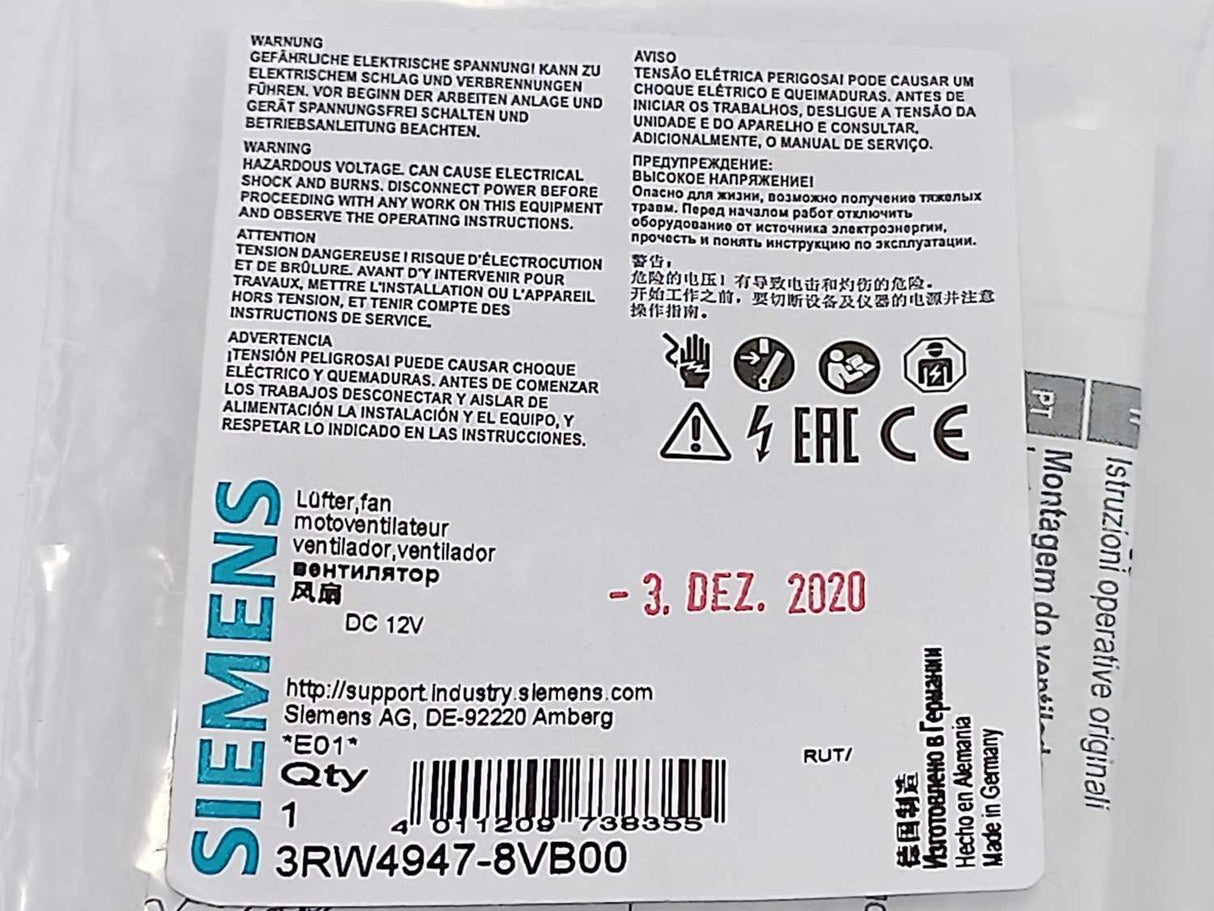 WARNUNG
GEFÄHRLICHE ELEKTRISCHE SPANNUNG! KANN ZU
ELEKTRISCHEM SCHLAG UND VERBRENNUNGEN
FÜHREN. VOR BEGINN DER ARBEITEN ANLAGE UND
GERÄT SPANNUNGSFREI SCHALTEN UND
BETRIEBSANLEITUNG BEACHTEN.
WARNING
HAZARDOUS VOLTAGE. CAN CAUSE ELECTRICAL
SHOCK AND BURNS. DISCONNECT POWER BEFORE
PROCEEDING WITH ANY WORK ON THIS EQUIPMENT
AND OBSERVE THE OPERATING INSTRUCTIONS.
ATTENTION
TENSION DANGEREUSE ! RISQUE D'ÉLECTROCUTION
ET DE BRÛLURE. AVANT D'Y INTERVENIR POUR
TRAVAUX, METTRE L'INSTALLATION OU L'APPAREIL
HORS TENSION, ET TENIR COMPTE DES
INSTRUCTIONS DE SERVICE.
ADVERTENCIA
¡TENSIÓN PELIGROSA! PUEDE CAUSAR CHOQUE
ELÉCTRICO Y QUEMADURAS. ANTES DE COMENZAR
LOS TRABAJOS DESCONECTAR Y AISLAR DE
ALIMENTACIÓN LA INSTALACIÓN Y EL EQUIPO, Y
RESPETAR LO INDICADO EN LAS INSTRUCCIONES.
AVISO
TENSÃO ELÉTRICA PERIGOSA! PODE CAUSAR UM
CHOQUE ELÉTRICO E QUEIMADURAS. ANTES DE
INICIAR OS TRABALHOS, DESLIGUE A TENSÃO DA
UNIDADE E DO APARELHO E CONSULTAR,
ADICIONALMENTE, O MANUAL DE SERVIÇO.
ПРЕДУПРЕЖДЕНИЕ:
ВЫСОКОЕ НАПРЯЖЕНИЕ!
Опасно для жизни, возможно получение тяжелых
травм. Перед началом работ отключить
оборудование от источника электроэнергии,
прочесть и понять инструкцию по эксплуатации.
警告，
危险的电压！有导致电击和灼伤的危险。
开始工作之前，要切断设备及仪器的电源并注意
操作指南。
EAC CE
SIEMENS
Lüfter,fan
motoventilateur
ventilador,ventilador
вентилятор
风扇
DC 12V
- 3. DEZ. 2020
http://support.industry.siemens.com
Siemens AG, DE-92220 Amberg
*E01*
Qty
1
4 011209 738355
3RW4947-8VB00
RUT/
德国制造
Изготовлено в Германии
Hecho en Alemania
Made in Germany
PT
Montagem do
Istruzioni operative originali